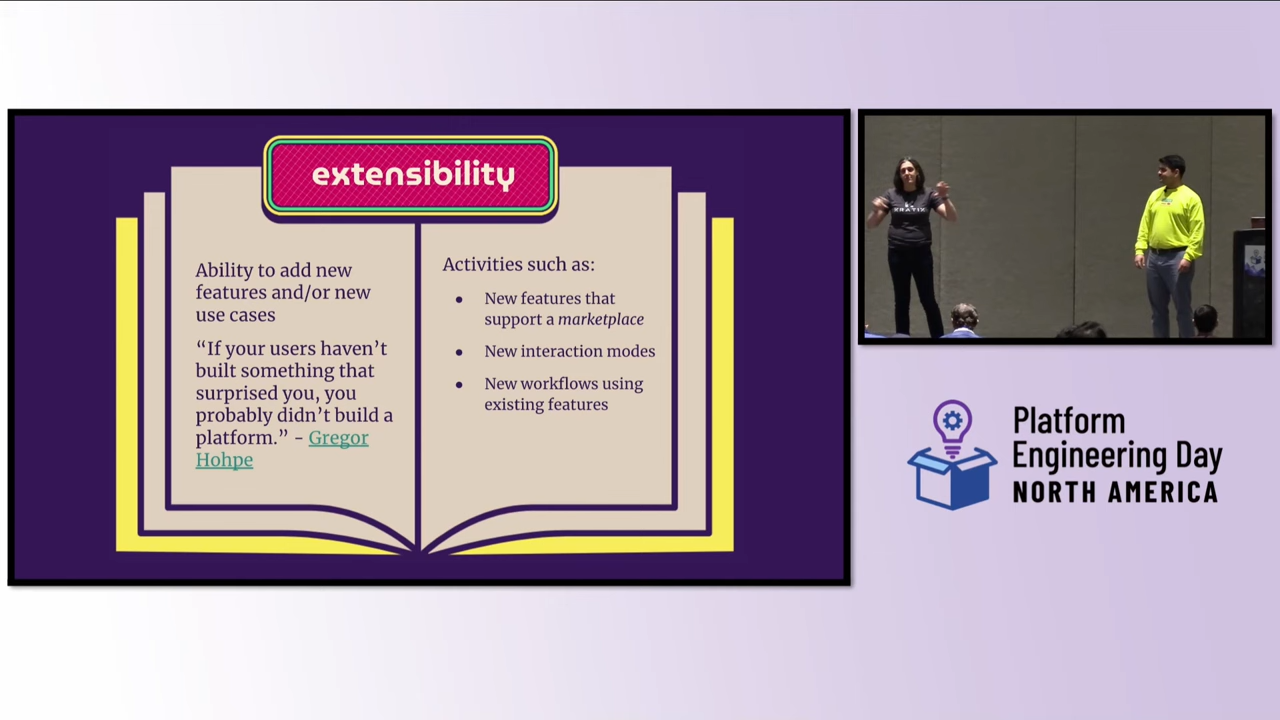 extensibility
Ability to add new
features and/or new
use cases
“If your users haven’t
built something that
surprised you, you
probably didn’t build a
platform.” - Gregor
Hohpe
Activities such as:
● New features that
support a marketplace
● New interaction modes
● New workflows using
existing features
KRATIX
Platform
Engineering Day
NORTH AMERICA